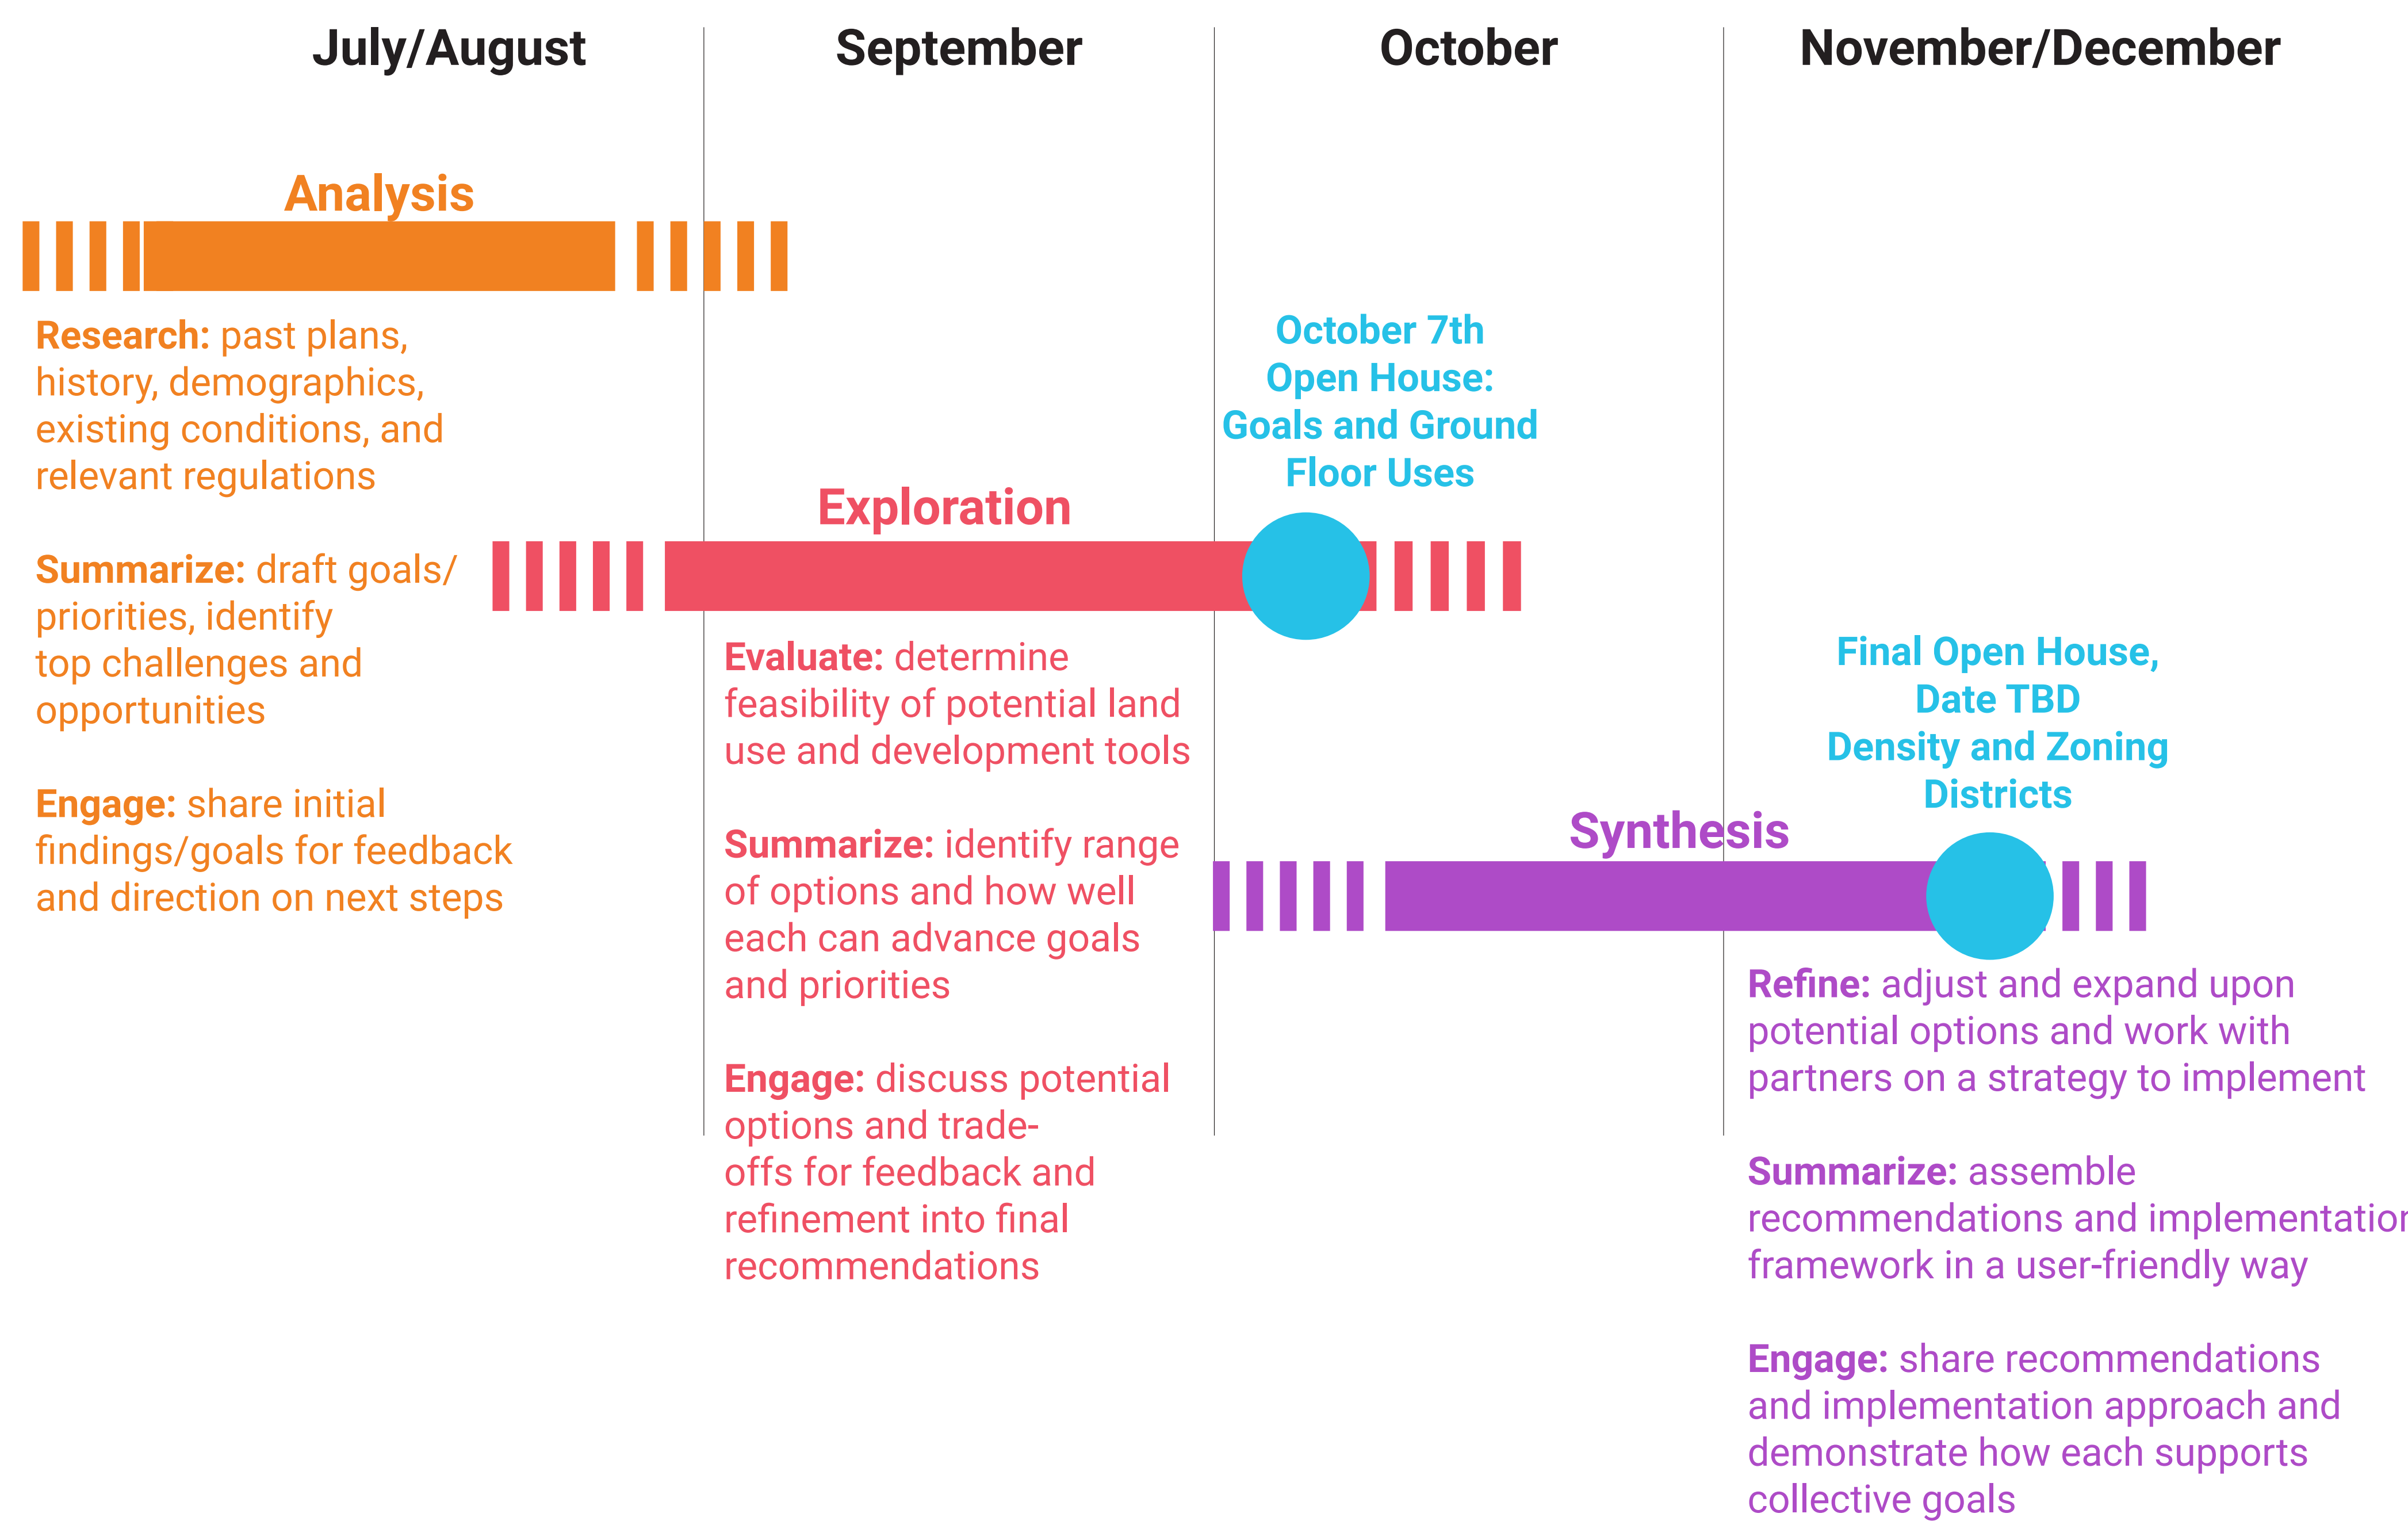 July/August
September
October
November/December
Analysis
Research: past plans,
history, demographics,
existing conditions, and
relevant regulations
Summarize: draft goals/
priorities, identify
top challenges and
opportunities
Engage: share initial
findings/goals for feedback
and direction on next steps
Exploration
Evaluate: determine
feasibility of potential land
use and development tools
Summarize: identify range
of options and how well
each can advance goals
and priorities
Engage: discuss potential
options and trade-
offs for feedback and
refinement into final
recommendations
October 7th
Open House:
Goals and Ground
Floor Uses
Synthesis
Final Open House,
Date TBD
Density and Zoning
Districts
Refine: adjust and expand upon
potential options and work with
partners on a strategy to implement
Summarize: assemble
recommendations and implementation
framework in a user-friendly way
Engage: share recommendations
and implementation approach and
demonstrate how each supports
collective goals